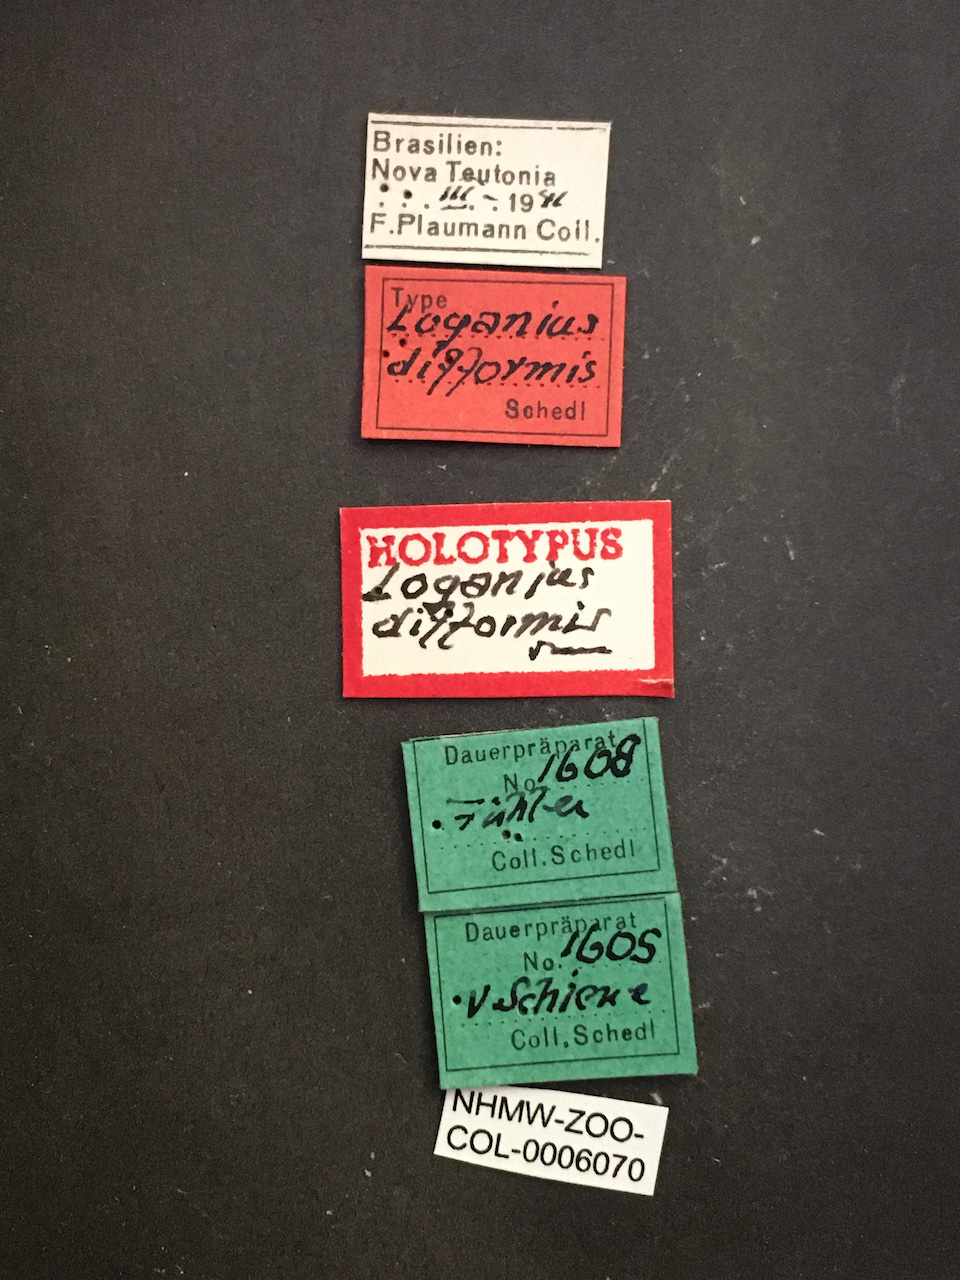 Brasilien:
Nova Teutonia
III. - 19
F.Plaumann Coll.
Type
Loganius
difformis
Schedl
HOLOTYPUS
Loganius
difformis
Dauerpräparat
No 1608
Fühler
Coll.Schedl
Dauerpräparat
No. 1605
V Schiene
Coll.Schedl
NHMW-ZOO-
COL-0006070